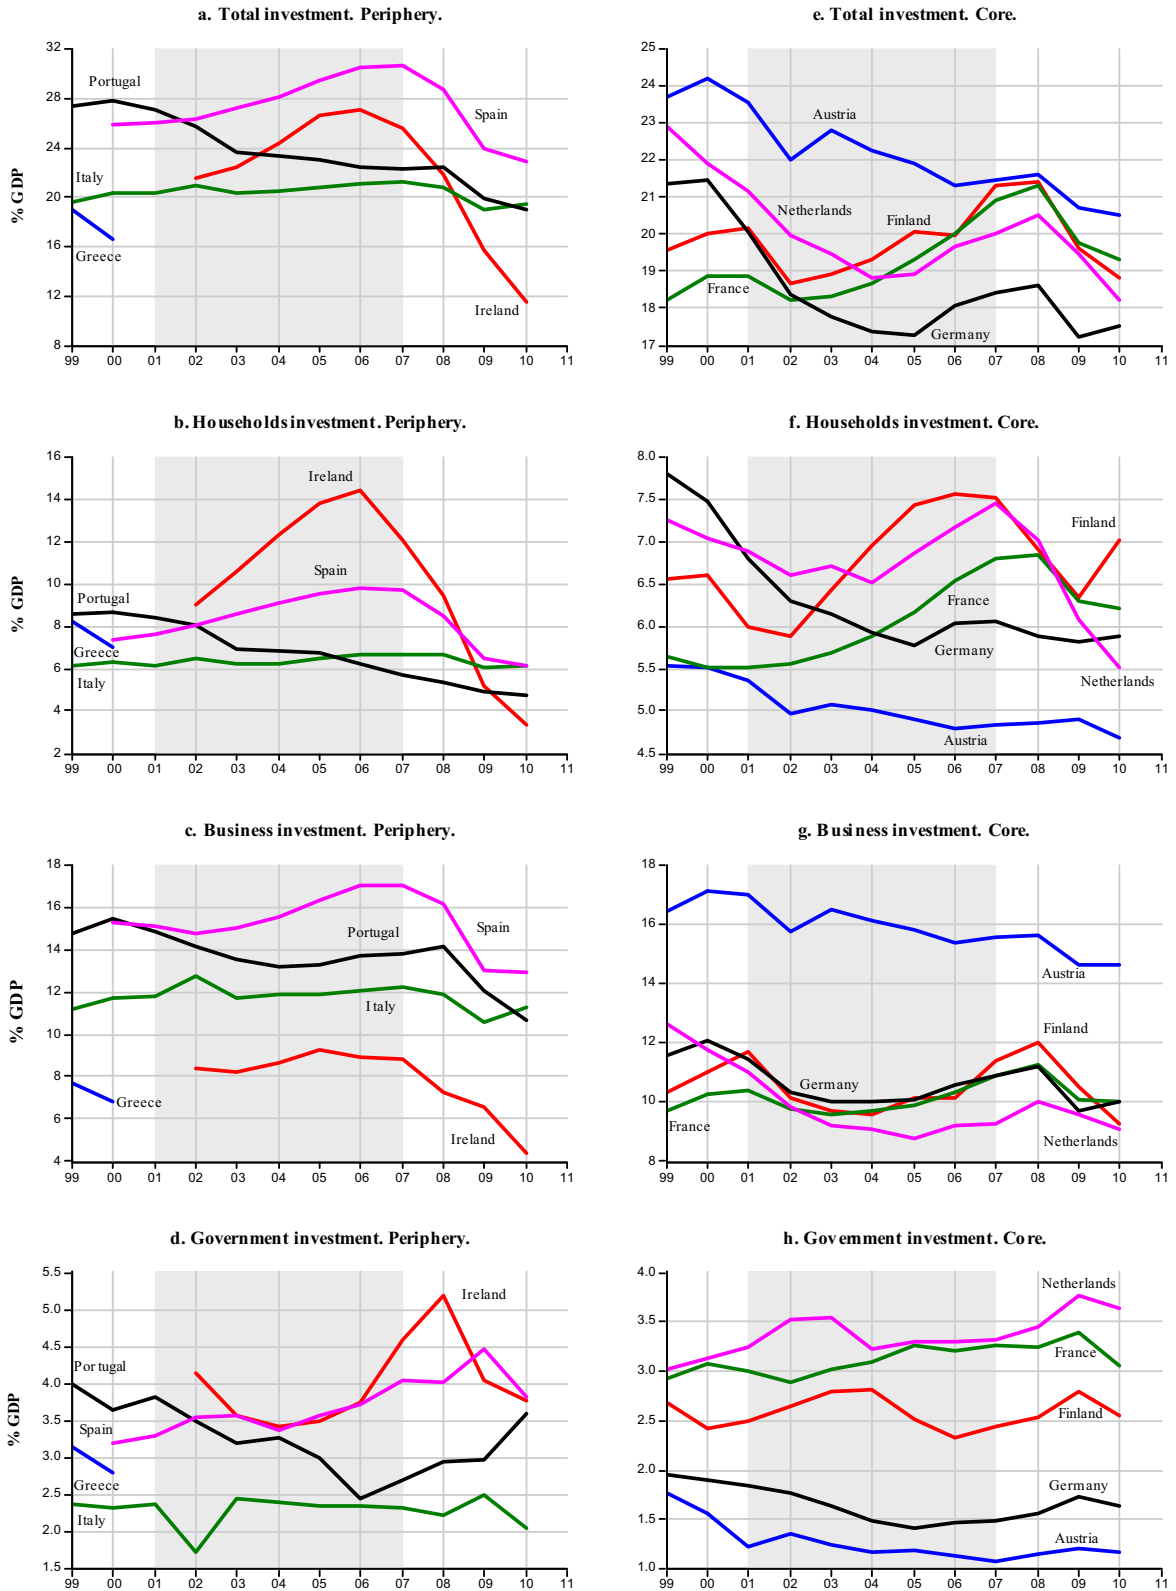 a. Total investment. Periphery.
% GDP
32
28
24
20
16
12
8
Portugal
Spain
Italy
Greece
Ireland
99 00 01 02 03 04 05 06 07 08 09 10 11
e. Total investment. Core.
25
24
23
22
21
20
19
18
17
Austria
Netherlands
Finland
France
Germany
99 00 01 02 03 04 05 06 07 08 09 10 11
b. Households investment. Periphery.
% GDP
16
14
12
10
8
6
4
2
Ireland
Spain
Portugal
Greece
Italy
99 00 01 02 03 04 05 06 07 08 09 10 11
f. Households investment. Core.
8.0
7.5
7.0
6.5
6.0
5.5
5.0
4.5
Finland
France
Germany
Netherlands
Austria
99 00 01 02 03 04 05 06 07 08 09 10 11
c. Business investment. Periphery.
% GDP
18
16
14
12
10
8
6
4
Portugal
Spain
Italy
Greece
Ireland
99 00 01 02 03 04 05 06 07 08 09 10 11
g. Business investment. Core.
18
16
14
12
10
8
Austria
Finland
Germany
France
Netherlands
99 00 01 02 03 04 05 06 07 08 09 10 11
d. Government investment. Periphery.
% GDP
5.5
5.0
4.5
4.0
3.5
3.0
2.5
2.0
1.5
Ireland
Portugal
Spain
Greece
Italy
99 00 01 02 03 04 05 06 07 08 09 10 11
h. Government investment. Core.
4.0
3.5
3.0
2.5
2.0
1.5
1.0
Netherlands
France
Finland
Germany
Austria
99 00 01 02 03 04 05 06 07 08 09 10 11